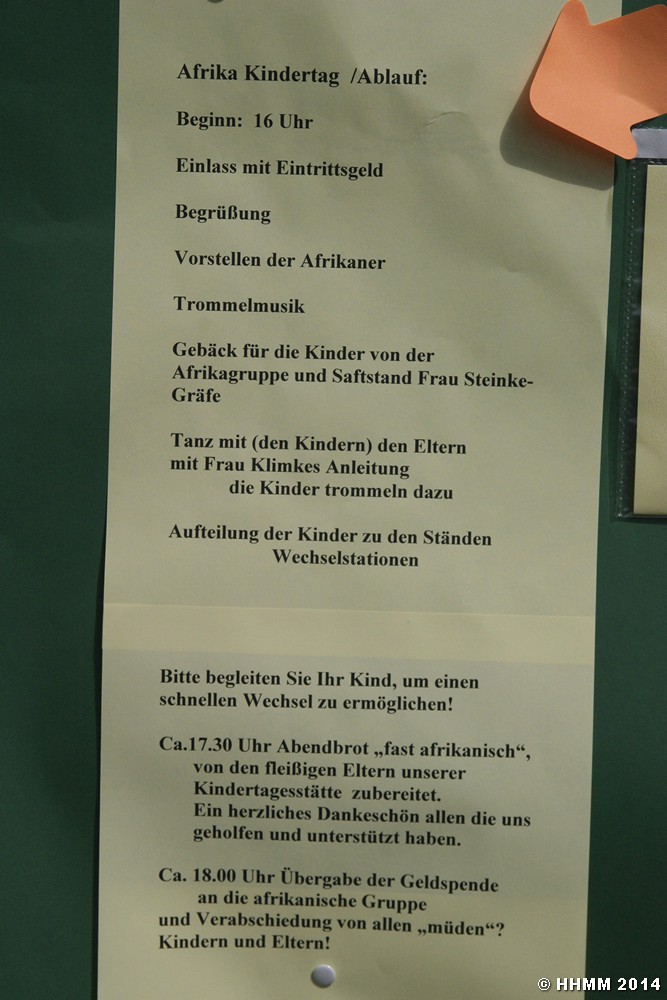 Afrika Kindertag /Ablauf:
Beginn: 16 Uhr
Einlass mit Eintrittsgeld
Begrüßung
Vorstellen der Afrikaner
Trommelmusik
Gebäck für die Kinder von der
Afrikagruppe und Saftstand Frau Steinke-
Gräfe
Tanz mit (den Kindern) den Eltern
mit Frau Klimkes Anleitung
die Kinder trommeln dazu
Aufteilung der Kinder zu den Ständen
Wechselstationen
Bitte begleiten Sie Ihr Kind, um einen
schnellen Wechsel zu ermöglichen!
Ca.17.30 Uhr Abendbrot „fast afrikanisch“,
von den fleißigen Eltern unserer
Kindertagesstätte zubereitet.
Ein herzliches Dankeschön allen die uns
geholfen und unterstützt haben.
Ca. 18.00 Uhr Übergabe der Geldspende
an die afrikanische Gruppe
und Verabschiedung von allen „müden“?
Kindern und Eltern!
© HHMM 2014